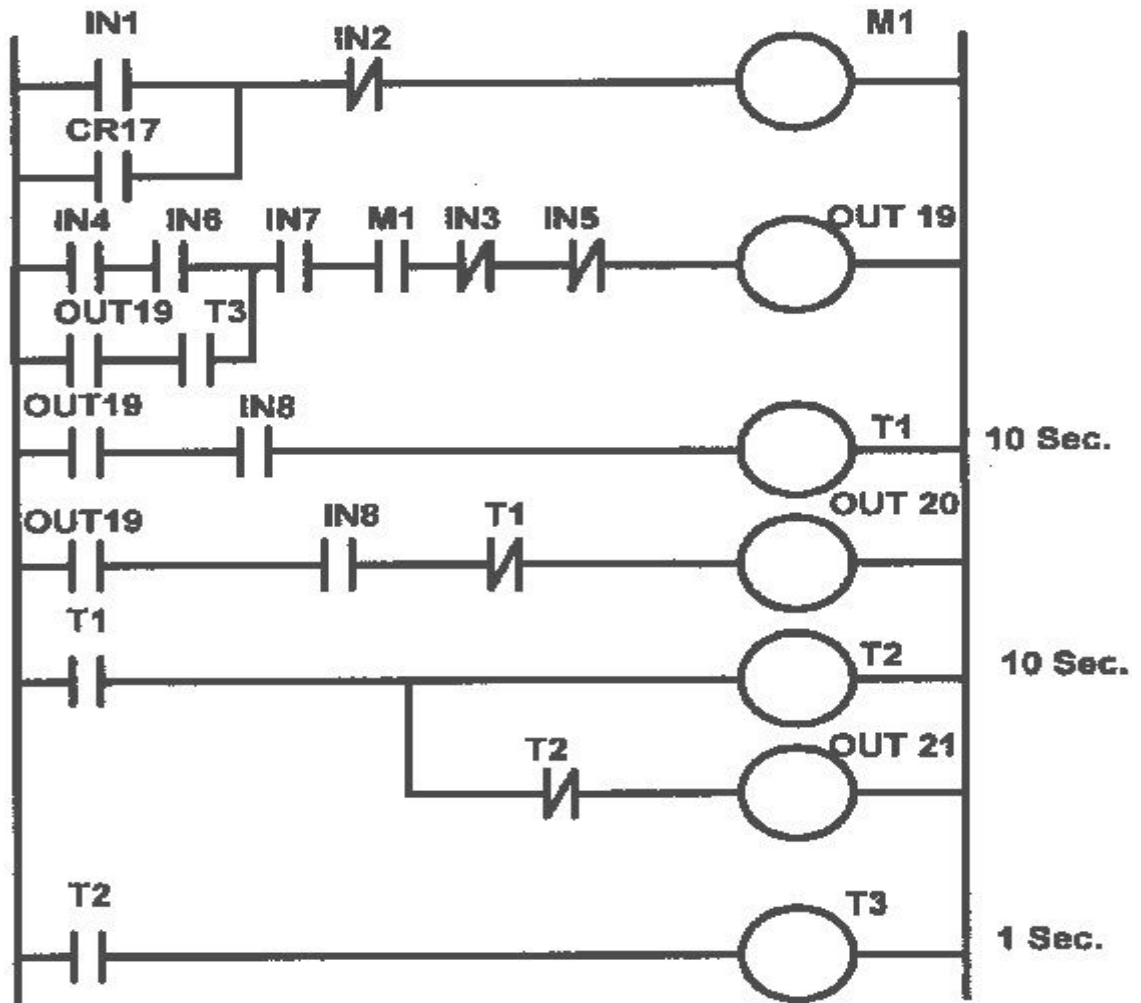 IN1
IN2
M1
CR17
IN4
IN6
IN7
M1
IN3
IN5
OUT 19
OUT19
T3
OUT19
IN8
T1
10 Sec.
OUT19
IN8
T1
OUT 20
T1
T2
10 Sec.
T2
OUT 21
T2
T3
1 Sec.